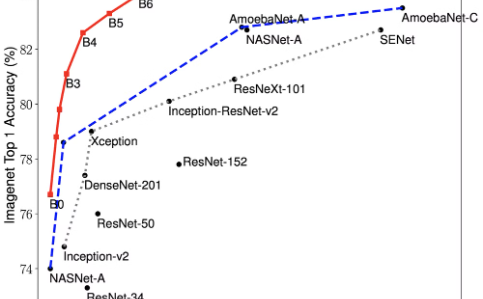 B6
B5
AmoebaNet-A
AmoebaNet-C
B4
NASNet-A
SENet
82
B3
ResNeXt-101
80
Inception-ResNet-v2
Xception
78
ResNet-152
DenseNet-201
B0
76
ResNet-50
Inception-v2
74
NASNet-A
ResNet-34
Imagenet Top 1 Accuracy (%)